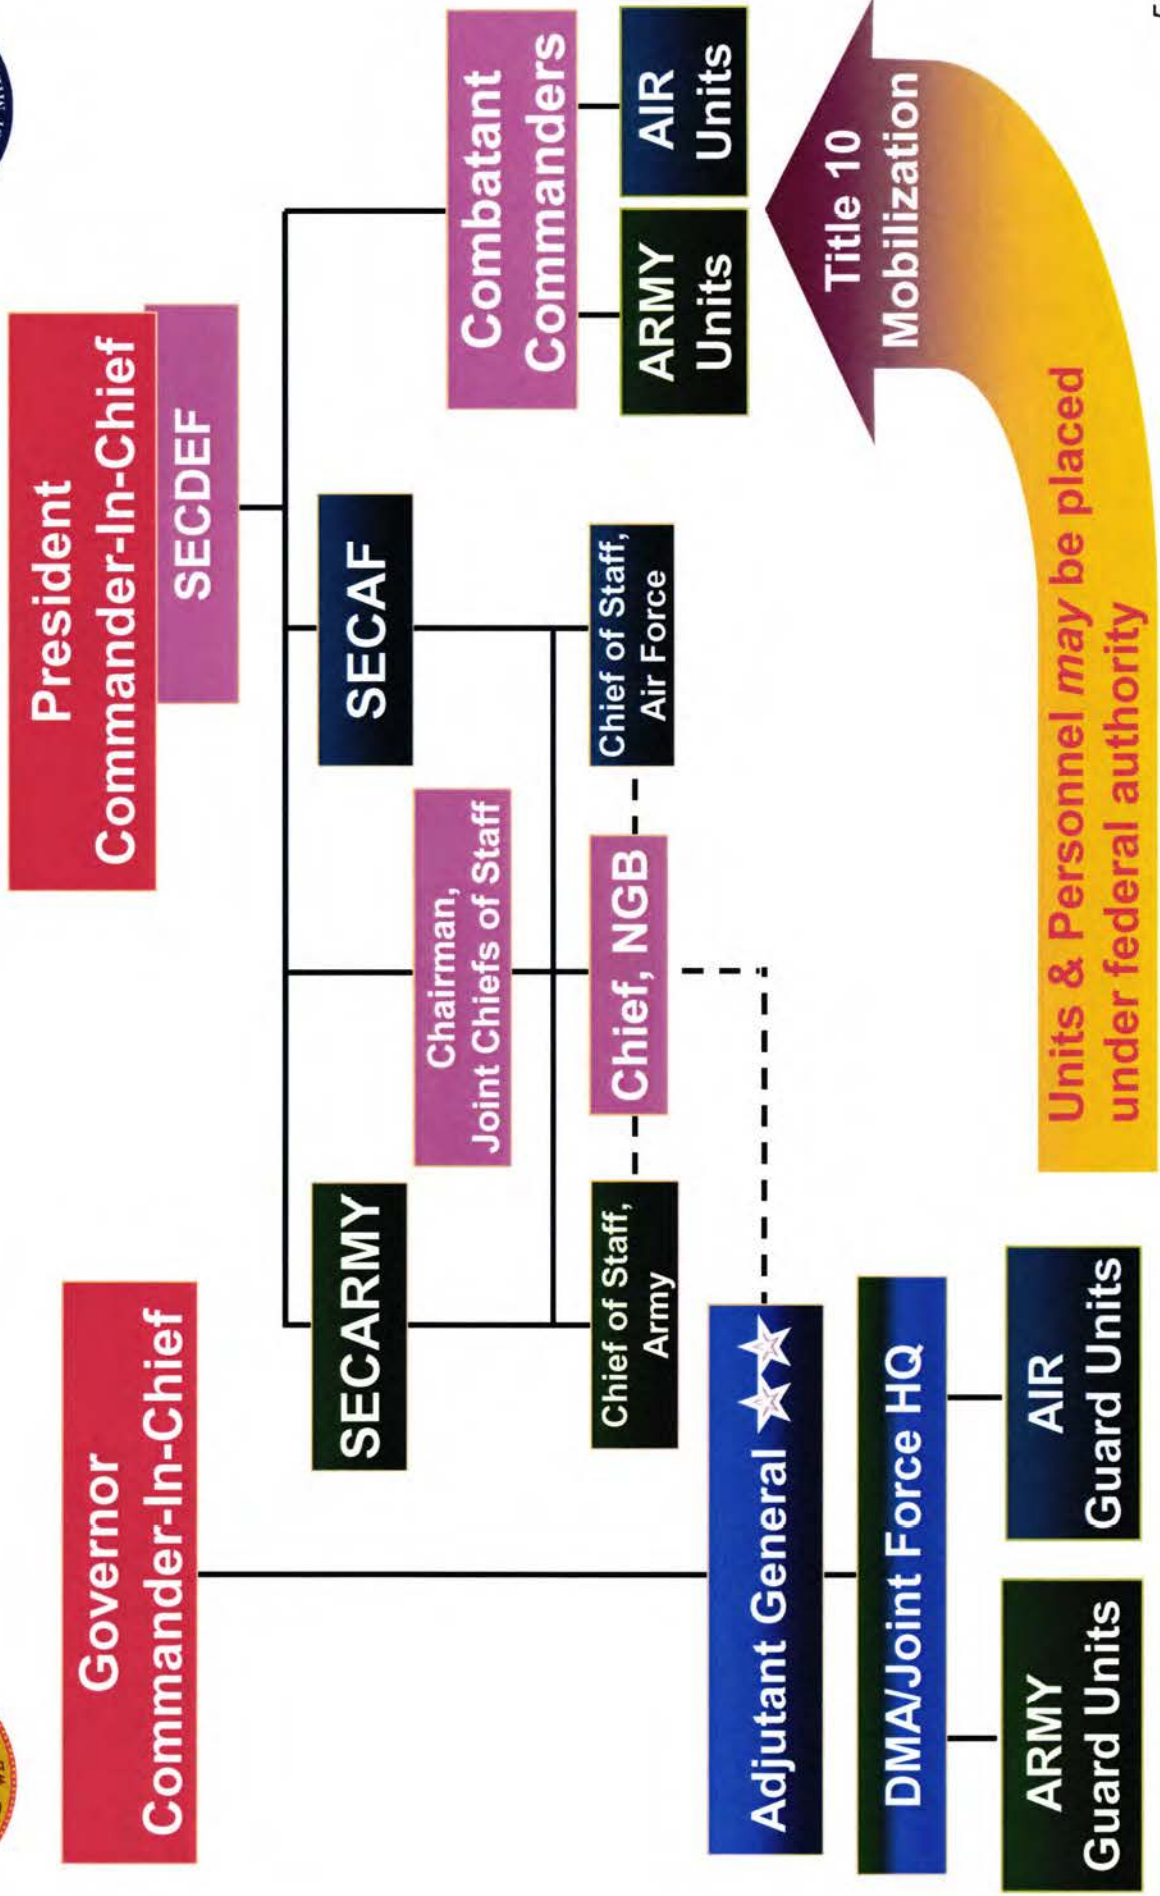 Governor
Commander-In-Chief
President
Commander-In-Chief
SECDEF
SECARMY
SECAF
Chairman,
Joint Chiefs of Staff
Combatant
Commanders
Chief of Staff,
Army
Chief, NGB
Chief of Staff,
Air Force
ARMY
Units
AIR
Units
Adjutant General
DMA/Joint Force HQ
ARMY
Guard Units
AIR
Guard Units
Title 10
Mobilization
Units & Personnel may be placed
under federal authority